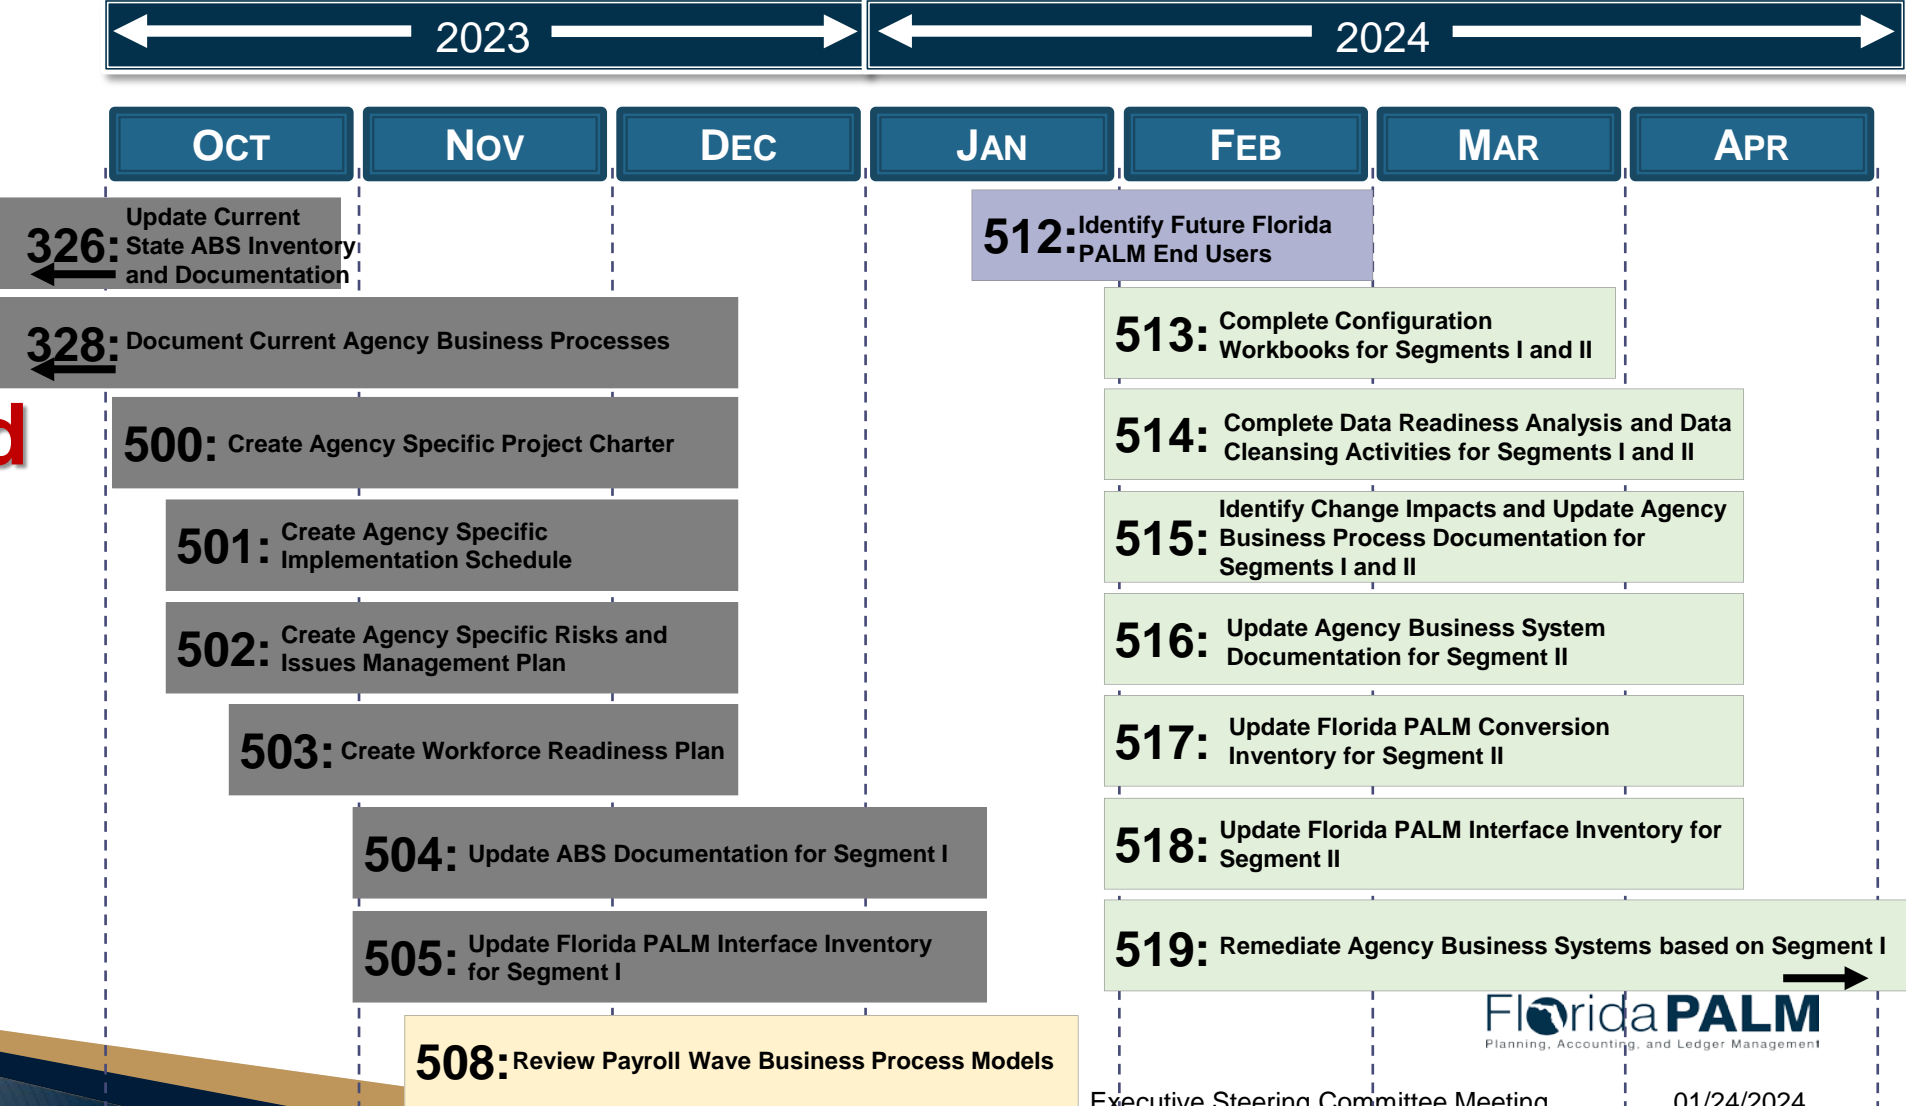 2023
2024
OCT
NOV
DEC
JAN
FEB
MAR
APR
326:
Update Current
State ABS Inventory
and Documentation
328:
Document Current Agency Business Processes
500:
Create Agency Specific Project Charter
501:
Create Agency Specific
Implementation Schedule
502:
Create Agency Specific Risks and
Issues Management Plan
503:
Create Workforce Readiness Plan
504:
Update ABS Documentation for Segment I
505:
Update Florida PALM Interface Inventory
for Segment I
508:
Review Payroll Wave Business Process Models
512:
Identify Future Florida
PALM End Users
513:
Complete Configuration
Workbooks for Segments I and II
514:
Complete Data Readiness Analysis and Data
Cleansing Activities for Segments I and II
515:
Identify Change Impacts and Update Agency
Business Process Documentation for
Segments I and II
516:
Update Agency Business System
Documentation for Segment II
517:
Update Florida PALM Conversion
Inventory for Segment II
518:
Update Florida PALM Interface Inventory for
Segment II
519:
Remediate Agency Business Systems based on Segment I
Florida PALM
Planning, Accounting, and Ledger Management
Executive Steering Committee Meeting
01/24/2024